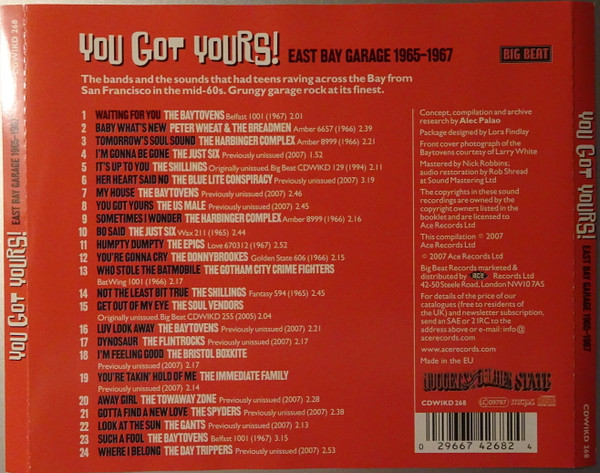 YOU GOT YOURS! EAST BAY GARAGE 1965-1967
BIG BEAT
The bands and the sounds that had teens raving across the Bay from
San Francisco in the mid-60s. Grungy garage rock at its finest.
1 WAITING FOR YOU THE BAYTOVENS Belfast 1001 (1967) 2.01
2 BABY WHAT'S NEW PETER WHEAT & THE BREADMEN Amber 6657 (1966) 2.39
3 TOMORROW'S SOUL SOUND THE HARBINGER COMPLEX Amber 8999 (1966) 2.21
4 I'M GONNA BE GONE THE JUST SIX Previously unissued (2007) 1.52
5 IT'S UP TO YOU THE SHILLINGS Originally unissued. Big Beat CDWIKD 129 (1994) 2.11
6 HER HEART SAID NO THE BLUE LITE CONSPIRACY Previously unissued (2007) 3.19
7 MY HOUSE THE BAYTOVENS Previously unissued (2007) 2.46
8 YOU GOT YOURS THE US MALE Previously unissued (2007) 2.45
9 SOMETIMES I WONDER THE HARBINGER COMPLEX Amber 8999 (1966) 2.16
10 BO SAID THE JUST SIX Wax 211 (1965) 2.44
11 HUMPTY DUMPTY THE EPICS Love 670312 (1967) 2.52
12 YOU'RE GONNA CRY THE DONNYBROOKES Golden State 606 (1966) 2.15
13 WHO STOLE THE BATMOBILE THE GOTHAM CITY CRIME FIGHTERS
BatWing 1001 (1966) 2.17
14 NOT THE LEAST BIT TRUE THE SHILLINGS Fantasy 594 (1965) 2.45
15 GET OUT OF MY EYE THE SOUL VENDORS
Originally unissued. Big Beat CDWIKD 255 (2005) 2.04
16 LUV LOOK AWAY THE BAYTOVENS Previously unissued (2007) 2.21
17 DYNOSAUR THE FLINTROCKS Previously unissued (2007) 2.17
18 I'M FEELING GOOD THE BRISTOL BOXKITE
Previously unissued (2007) 2.17
19 YOU'RE TAKIN' HOLD OF ME THE IMMEDIATE FAMILY
Previously unissued (2007) 2.14
20 AWAY GIRL THE TOWAWAY ZONE Previously unissued (2007) 2.28
21 GOTTA FIND A NEW LOVE THE SPYDERS Previously unissued (2007) 2.38
22 LOOK AT THE SUN THE GANTS Previously unissued (2007) 2.13
23 SUCH A FOOL THE BAYTOVENS Belfast 1001 (1967) 3.15
24 WHERE I BELONG THE DAY TRIPPERS Previously unissued (2007) 2.53
Concept, compilation and archive
research by Alec Palao
Package designed by Lora Findlay
Front cover photograph of the
Baytovens courtesy of Larry White
Mastered by Nick Robbins;
audio restoration by Rob Shread
at Sound Mastering Ltd
The copyrights in these sound
recordings are owned by the
copyright owners listed in the
booklet and are licensed to
Ace Records Ltd
This compilation ℗ 2007
Ace Records Ltd
© 2007 Ace Records Ltd
Big Beat Records marketed &
distributed by ACE Records Ltd
42-50 Steele Road, London NW10 7AS
For details of the price of our
catalogues (free to residents of
the UK) and newsletter subscription,
send an SAE or 2 IRC to the
address above or e-mail: info@
acerecords.com
www.acerecords.com
Made in the EU
NUGGETS FROM THE GOLDEN STATE
CDWIKD 268
mcps
0 29667 42682 4
YOU GOT YOURS! EAST BAY GARAGE 1965-1967
CDWIKD 268
YOU GOT YOURS! EAST BAY GARAGE 1965-1967
CDWIKD 268